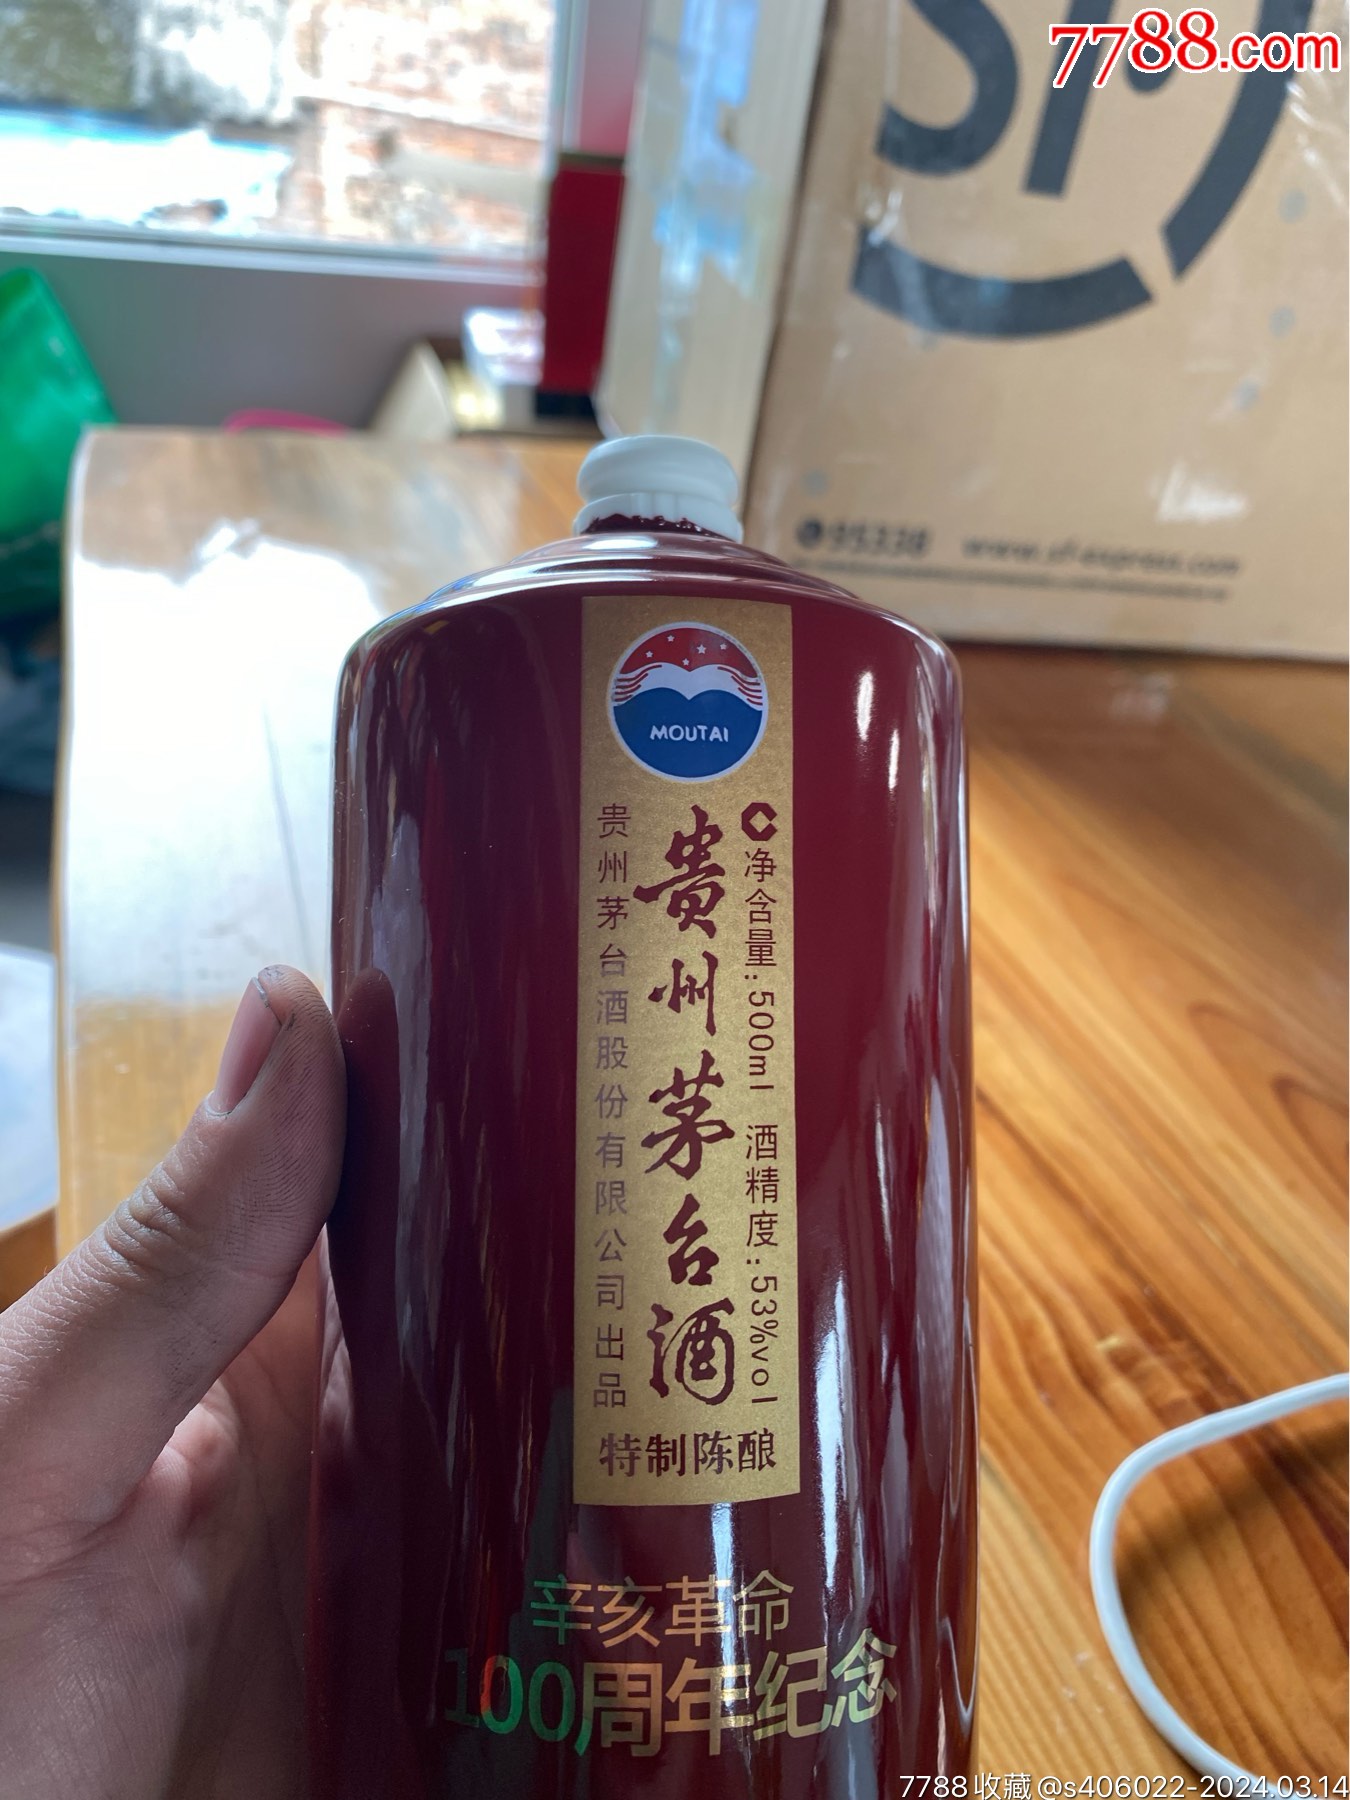 7788.com
SF
95338 www.sf-express.com
MOUTAI
净含量:500ml 酒精度:53%vol
贵州茅台酒
贵州茅台酒股份有限公司出品
特制陈酿
辛亥革命
100周年纪念
7788收藏@s406022-2024.03.14